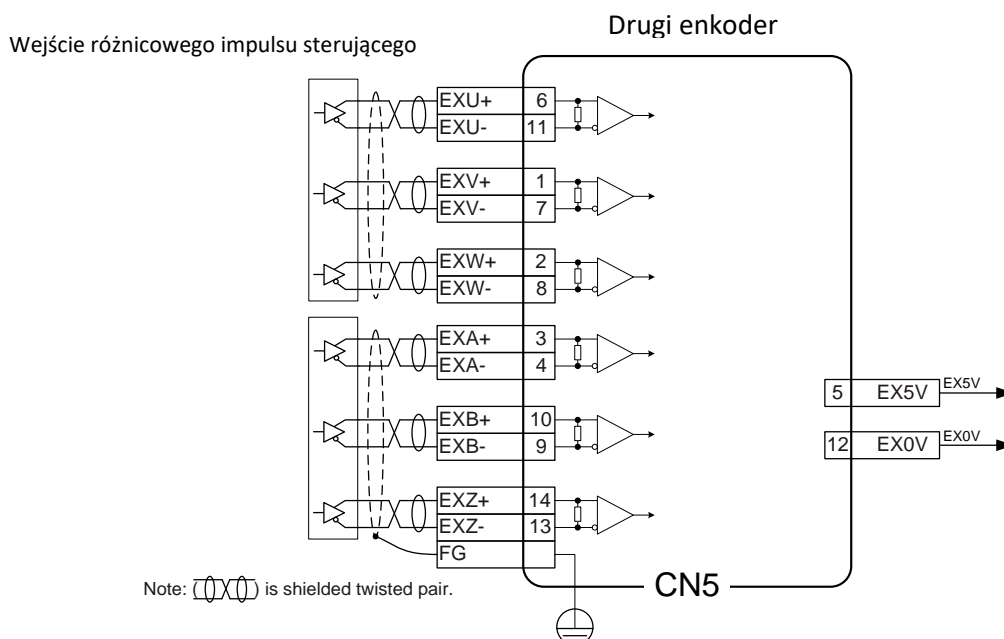 Drugi enkoder
Wejście różnicowego impulsu sterującego
EXU+ 6
EXU- 11
EXV+ 1
EXV- 7
EXW+ 2
EXW- 8
EXA+ 3
EXA- 4
5 EX5V EX5V
EXB+ 10
EXB- 9
12 EX0V EX0V
EXZ+ 14
EXZ- 13
FG
CN5
Note: is shielded twisted pair.